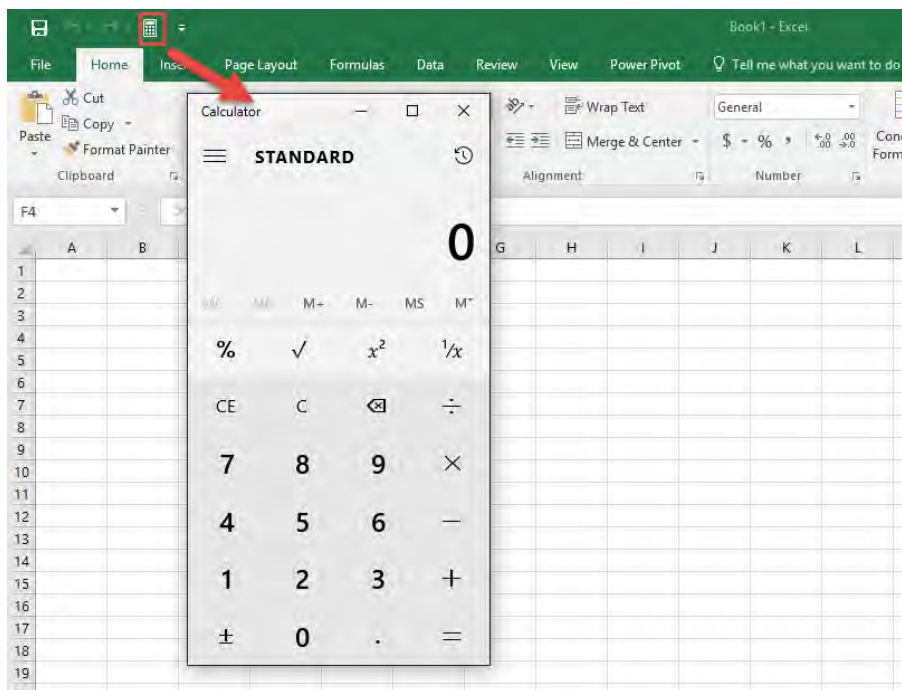 Book1 - Excel
File Home Page Layout Formulas Data Review View Power Pivot Tell me what you want to do
Cut
Copy
Paste
Format Painter
Clipboard
Calculator
STANDARD
0
M+ M- MS
% √ x² ¹/x
CE C ÷
7 8 9 ×
4 5 6 −
1 2 3 +
± 0 . =
Wrap Text
Merge & Center
Alignment
General
$ % ,
Number
F4
A B G H I J K L
1
2
3
4
5
6
7
8
9
10
11
12
13
14
15
16
17
18
19